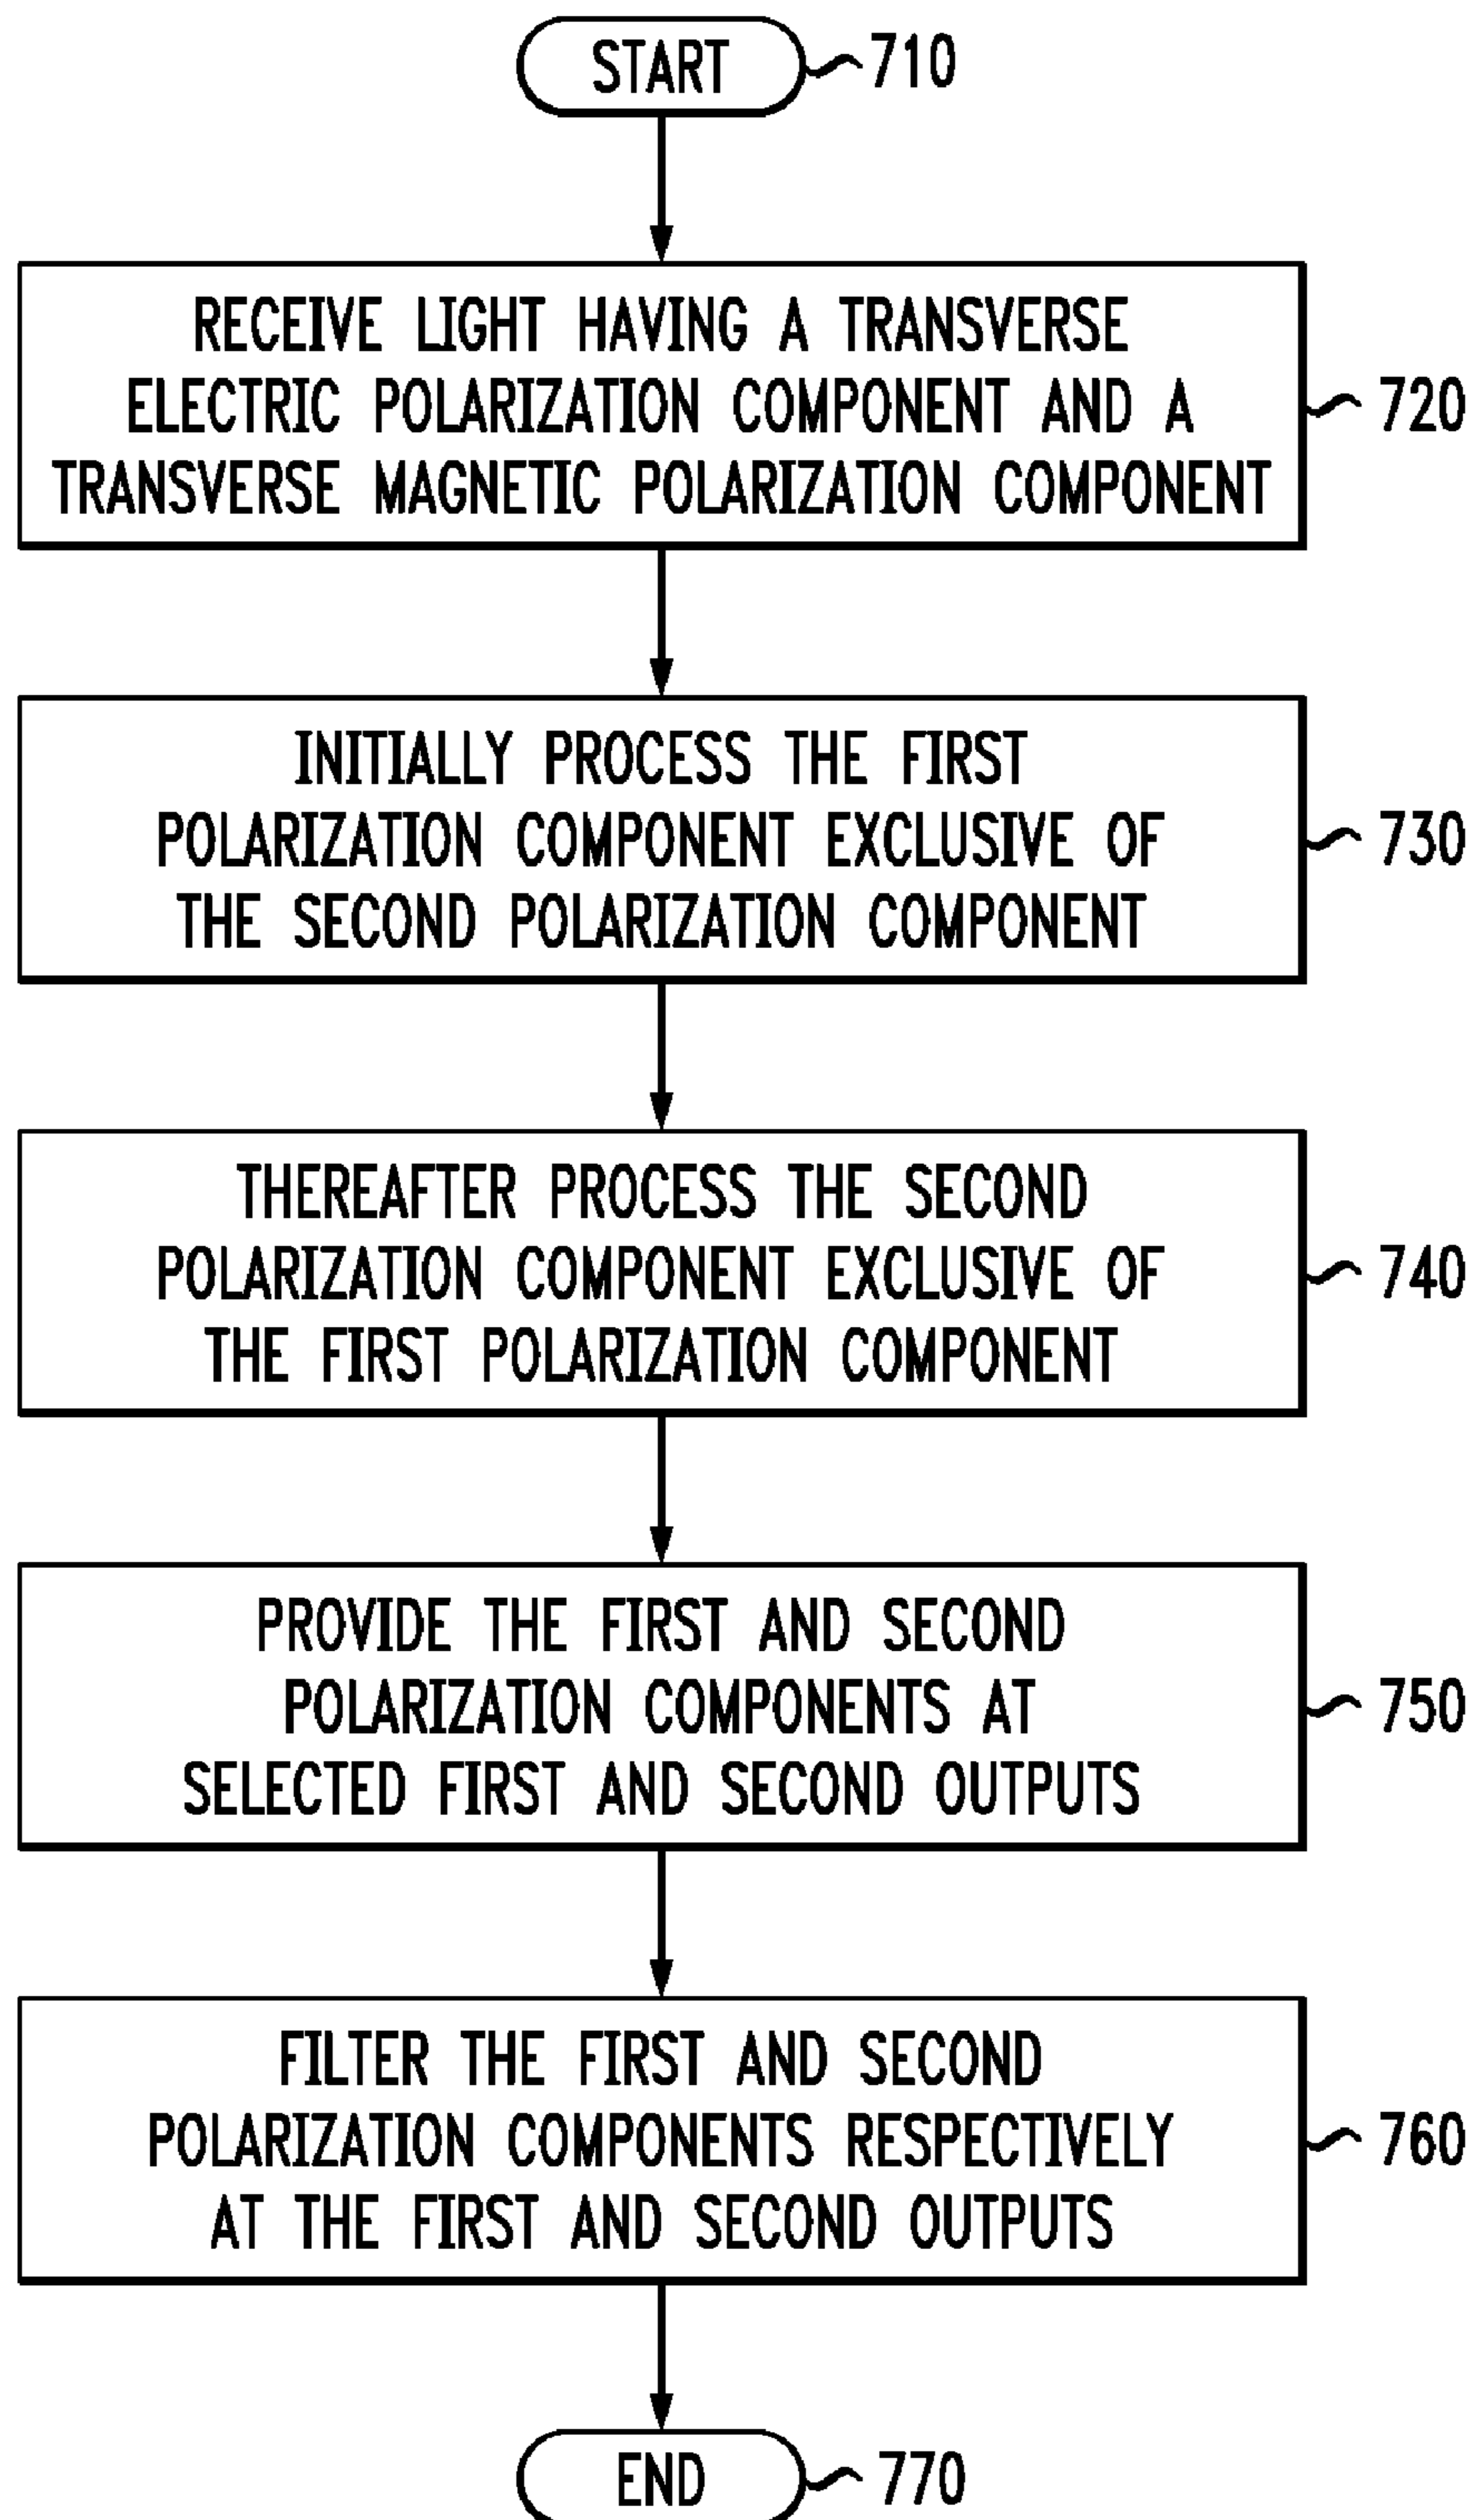 START 710
RECEIVE LIGHT HAVING A TRANSVERSE
ELECTRIC POLARIZATION COMPONENT AND A
TRANSVERSE MAGNETIC POLARIZATION COMPONENT
720
INITIALLY PROCESS THE FIRST
POLARIZATION COMPONENT EXCLUSIVE OF
THE SECOND POLARIZATION COMPONENT
730
THEREAFTER PROCESS THE SECOND
POLARIZATION COMPONENT EXCLUSIVE OF
THE FIRST POLARIZATION COMPONENT
740
PROVIDE THE FIRST AND SECOND
POLARIZATION COMPONENTS AT
SELECTED FIRST AND SECOND OUTPUTS
750
FILTER THE FIRST AND SECOND
POLARIZATION COMPONENTS RESPECTIVELY
AT THE FIRST AND SECOND OUTPUTS
760
END 770